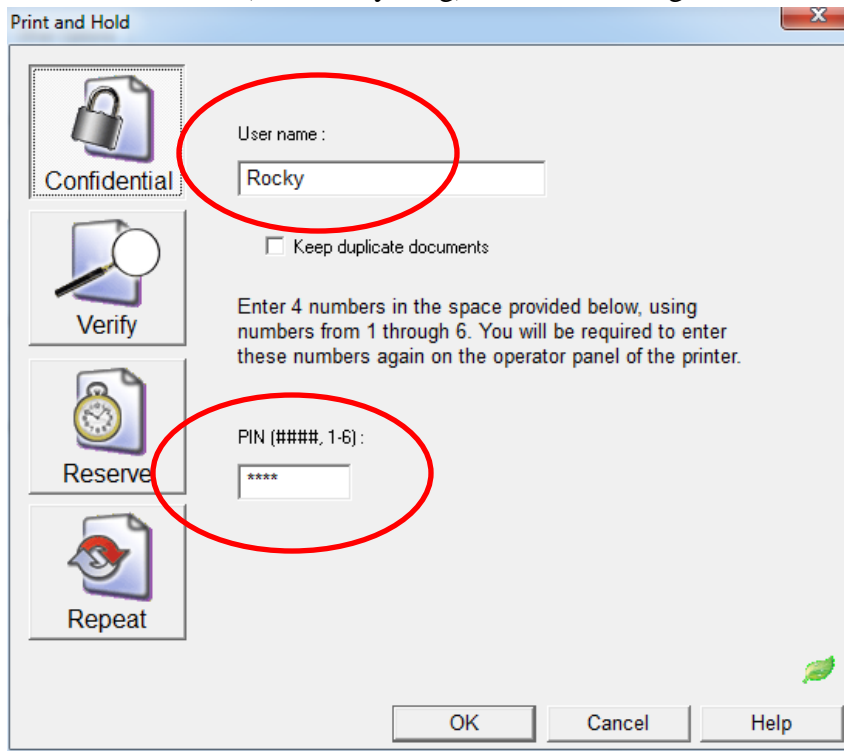 Print and Hold
Confidential
User name :
Rocky
Keep duplicate documents
Verify
Enter 4 numbers in the space provided below, using
numbers from 1 through 6. You will be required to enter
these numbers again on the operator panel of the printer.
Reserve
PIN (####, 1-6) :
****
Repeat
OK Cancel Help